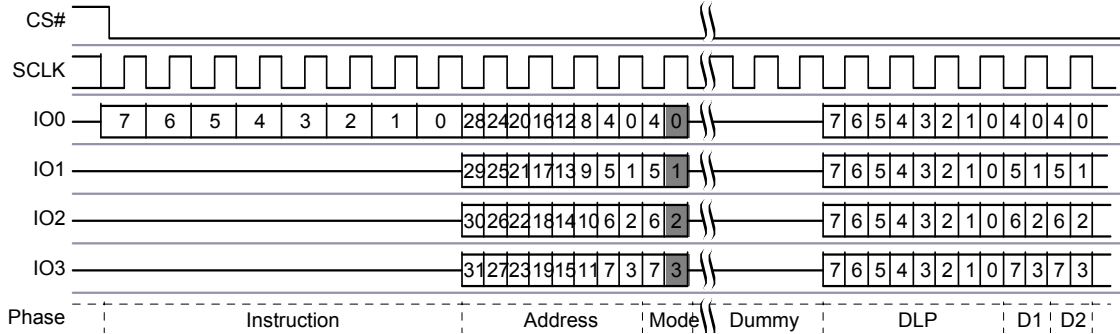 CS#
SCLK
IO0 7 6 5 4 3 2 1 0 28 24 20 16 12 8 4 0 4 0 7 6 5 4 3 2 1 0 4 0 4 0
IO1 29 25 21 17 13 9 5 1 5 1 7 6 5 4 3 2 1 0 5 1 5 1
IO2 30 26 22 18 14 10 6 2 6 2 7 6 5 4 3 2 1 0 6 2 6 2
IO3 31 27 23 19 15 11 7 3 7 3 7 6 5 4 3 2 1 0 7 3 7 3
Phase Instruction Address Mode Dummy DLP D1 D2